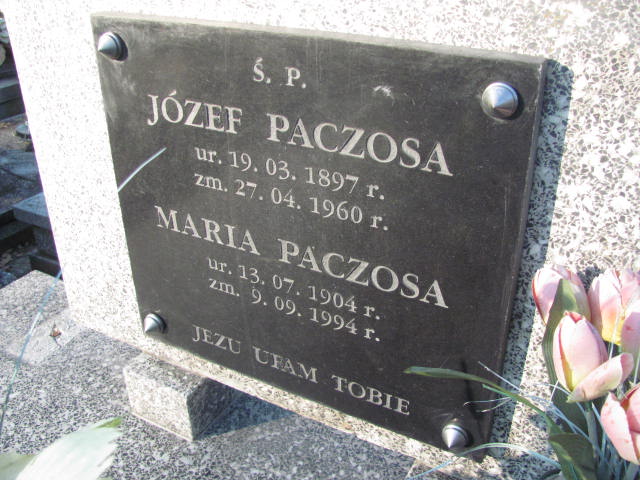 Ś. P.
JÓZEF PACZOSA
ur. 19. 03. 1897 r.
zm. 27. 04. 1960 r.
MARIA PACZOSA
ur. 13. 07. 1904 r.
zm. 9. 09. 1994 r.
JEZU UFAM TOBIE